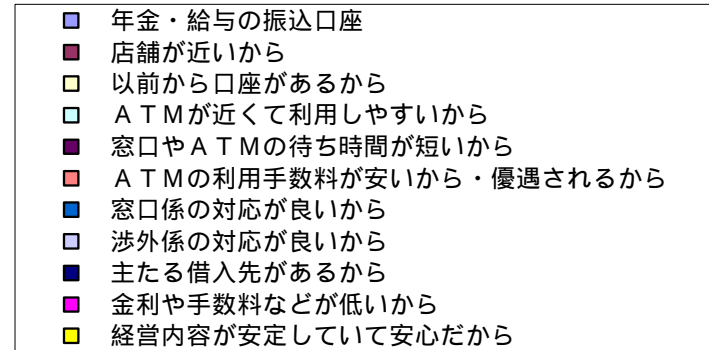 年金・給与の振込口座
店舗が近いから
以前から口座があるから
ＡＴＭが近くて利用しやすいから
窓口やＡＴＭの待ち時間が短いから
ＡＴＭの利用手数料が安いから・優遇されるから
窓口係の対応が良いから
渉外係の対応が良いから
主たる借入先があるから
金利や手数料などが低いから
経営内容が安定していて安心だから